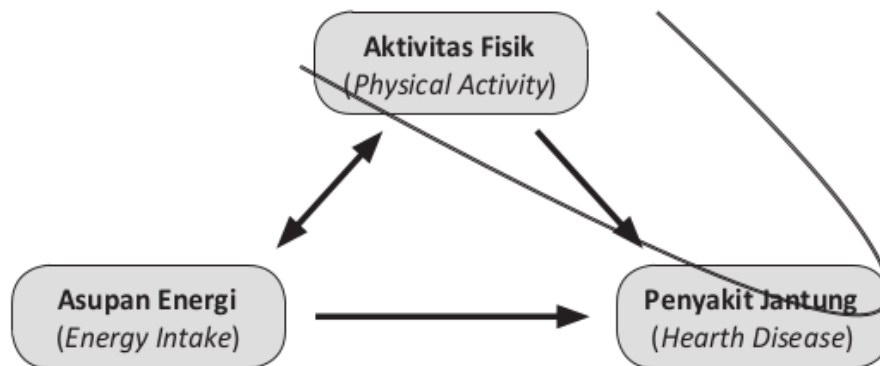 Aktivitas Fisik
(Physical Activity)
Asupan Energi
(Energy Intake)
Penyakit Jantung
(Hearth Disease)